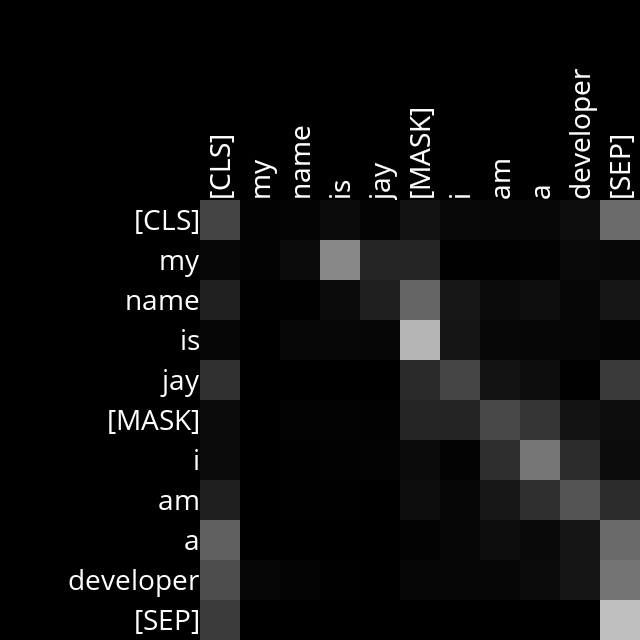 [CLS] my name is jay [MASK] i am a developer [SEP]
[CLS]
my
name
is
jay
[MASK]
i
am
a
developer
[SEP]